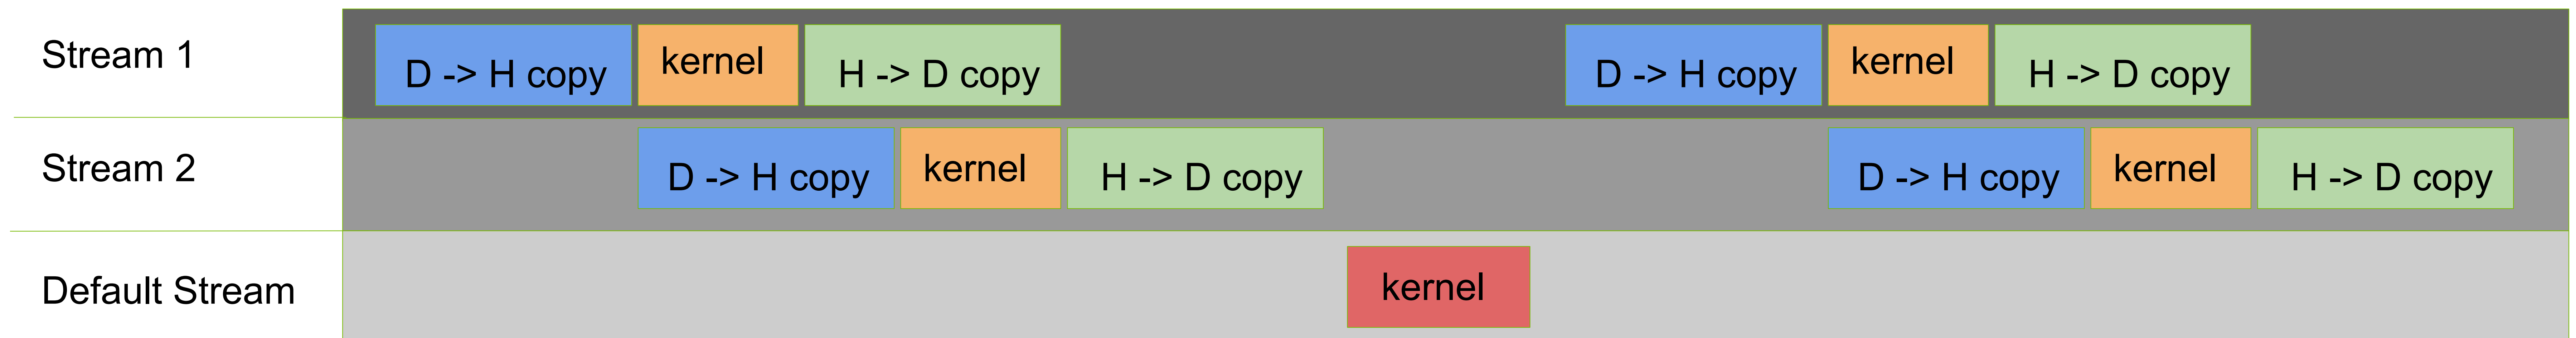 Stream 1
D -> H copy
kernel
H -> D copy
D -> H copy
kernel
H -> D copy
Stream 2
D -> H copy
kernel
H -> D copy
D -> H copy
kernel
H -> D copy
Default Stream
kernel